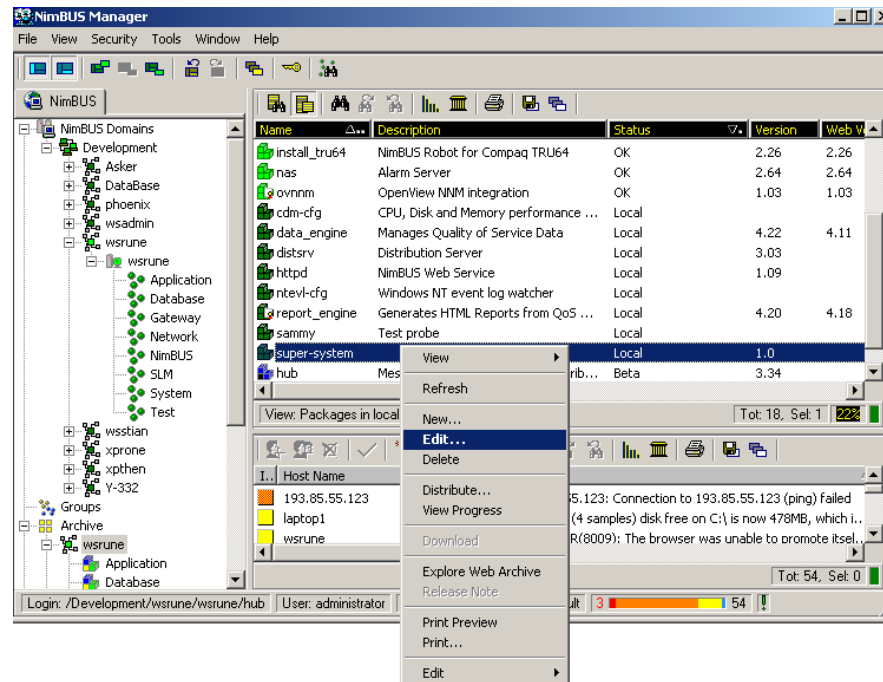 NimBUS Manager
File View Security Tools Window Help
NimBUS
NimBUS Domains
Development
Asker
DataBase
phoenix
wsadmin
wsrune
wsrune
Application
Database
Gateway
Network
NimBUS
SLM
System
Test
wsstian
xprone
xpthen
Y-332
Groups
Archive
wsrune
Application
Database
Name Description Status Version Web
install_tru64 NimBUS Robot for Compaq TRU64 OK 2.26 2.26
nas Alarm Server OK 2.64 2.64
ovnnm OpenView NNM integration OK 1.03 1.03
cdm-cfg CPU, Disk and Memory performance ... Local
data_engine Manages Quality of Service Data Local 4.22 4.11
distsrv Distribution Server Local 3.03
httpd NimBUS Web Service Local 1.09
ntevl-cfg Windows NT event log watcher Local
report_engine Generates HTML Reports from QoS ... Local 4.20 4.18
sammy Test probe Local
super-system Local 1.0
hub Mes rib... Beta 3.34
View: Packages in local Tot: 18, Sel: 1 22%
I.. Host Name
193.85.55.123 55.123: Connection to 193.85.55.123 (ping) failed
laptop1 (4 samples) disk free on C:\ is now 478MB, which i..
wsrune R(8009): The browser was unable to promote itsel..
Tot: 54, Sel: 0
View
Refresh
New...
Edit...
Delete
Distribute...
View Progress
Download
Explore Web Archive
Release Note
Print Preview
Print...
Edit
Login: /Development/wsrune/wsrune/hub User: administrator ult 3 54